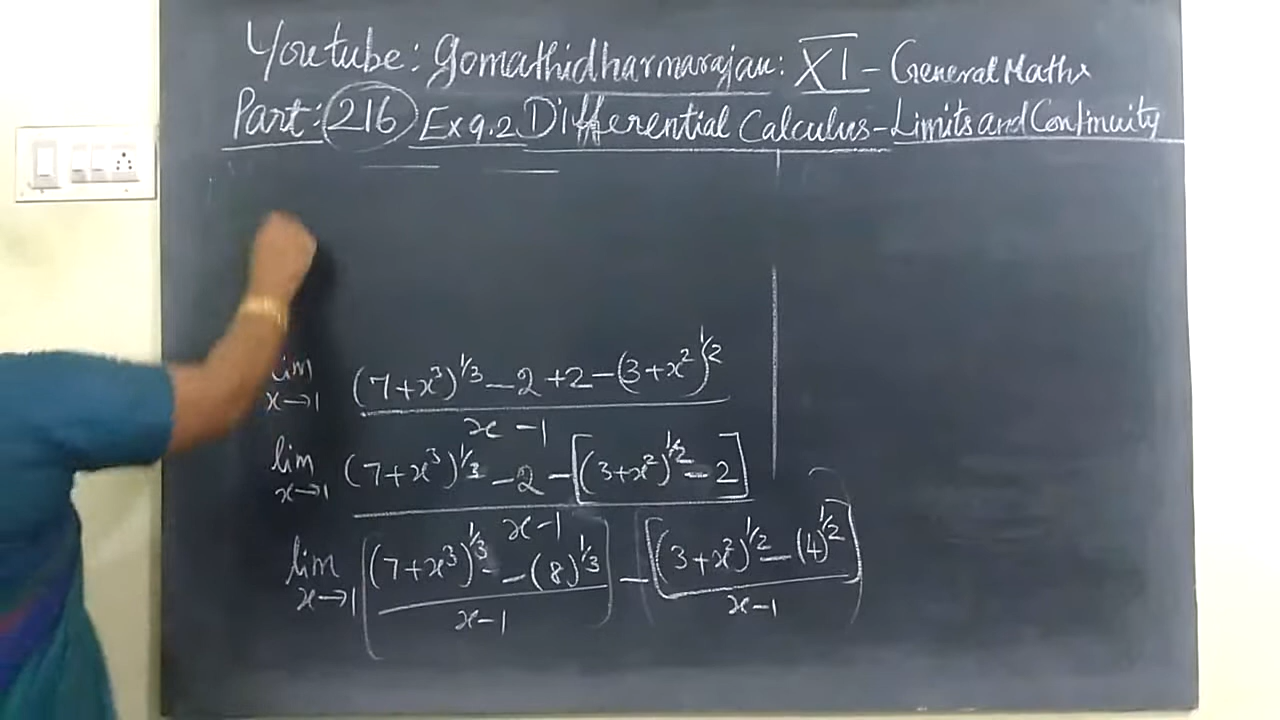 Youtube: Gomathidharmarajan: XI - General Maths
Part: 216 Ex 9.2 Differential Calculus - Limits and Continuity
lim x→1 ((7+x³)^1/3 - 2 + 2 - (3+x²)^1/2) / (x - 1)
lim x→1 ((7+x³)^1/3 - 2 - [(3+x²)^1/2 - 2]) / (x-1)
lim x→1 [((7+x³)^1/3 - (8)^1/3) / (x-1)] - [((3+x²)^1/2 - (4)^1/2) / (x-1)]